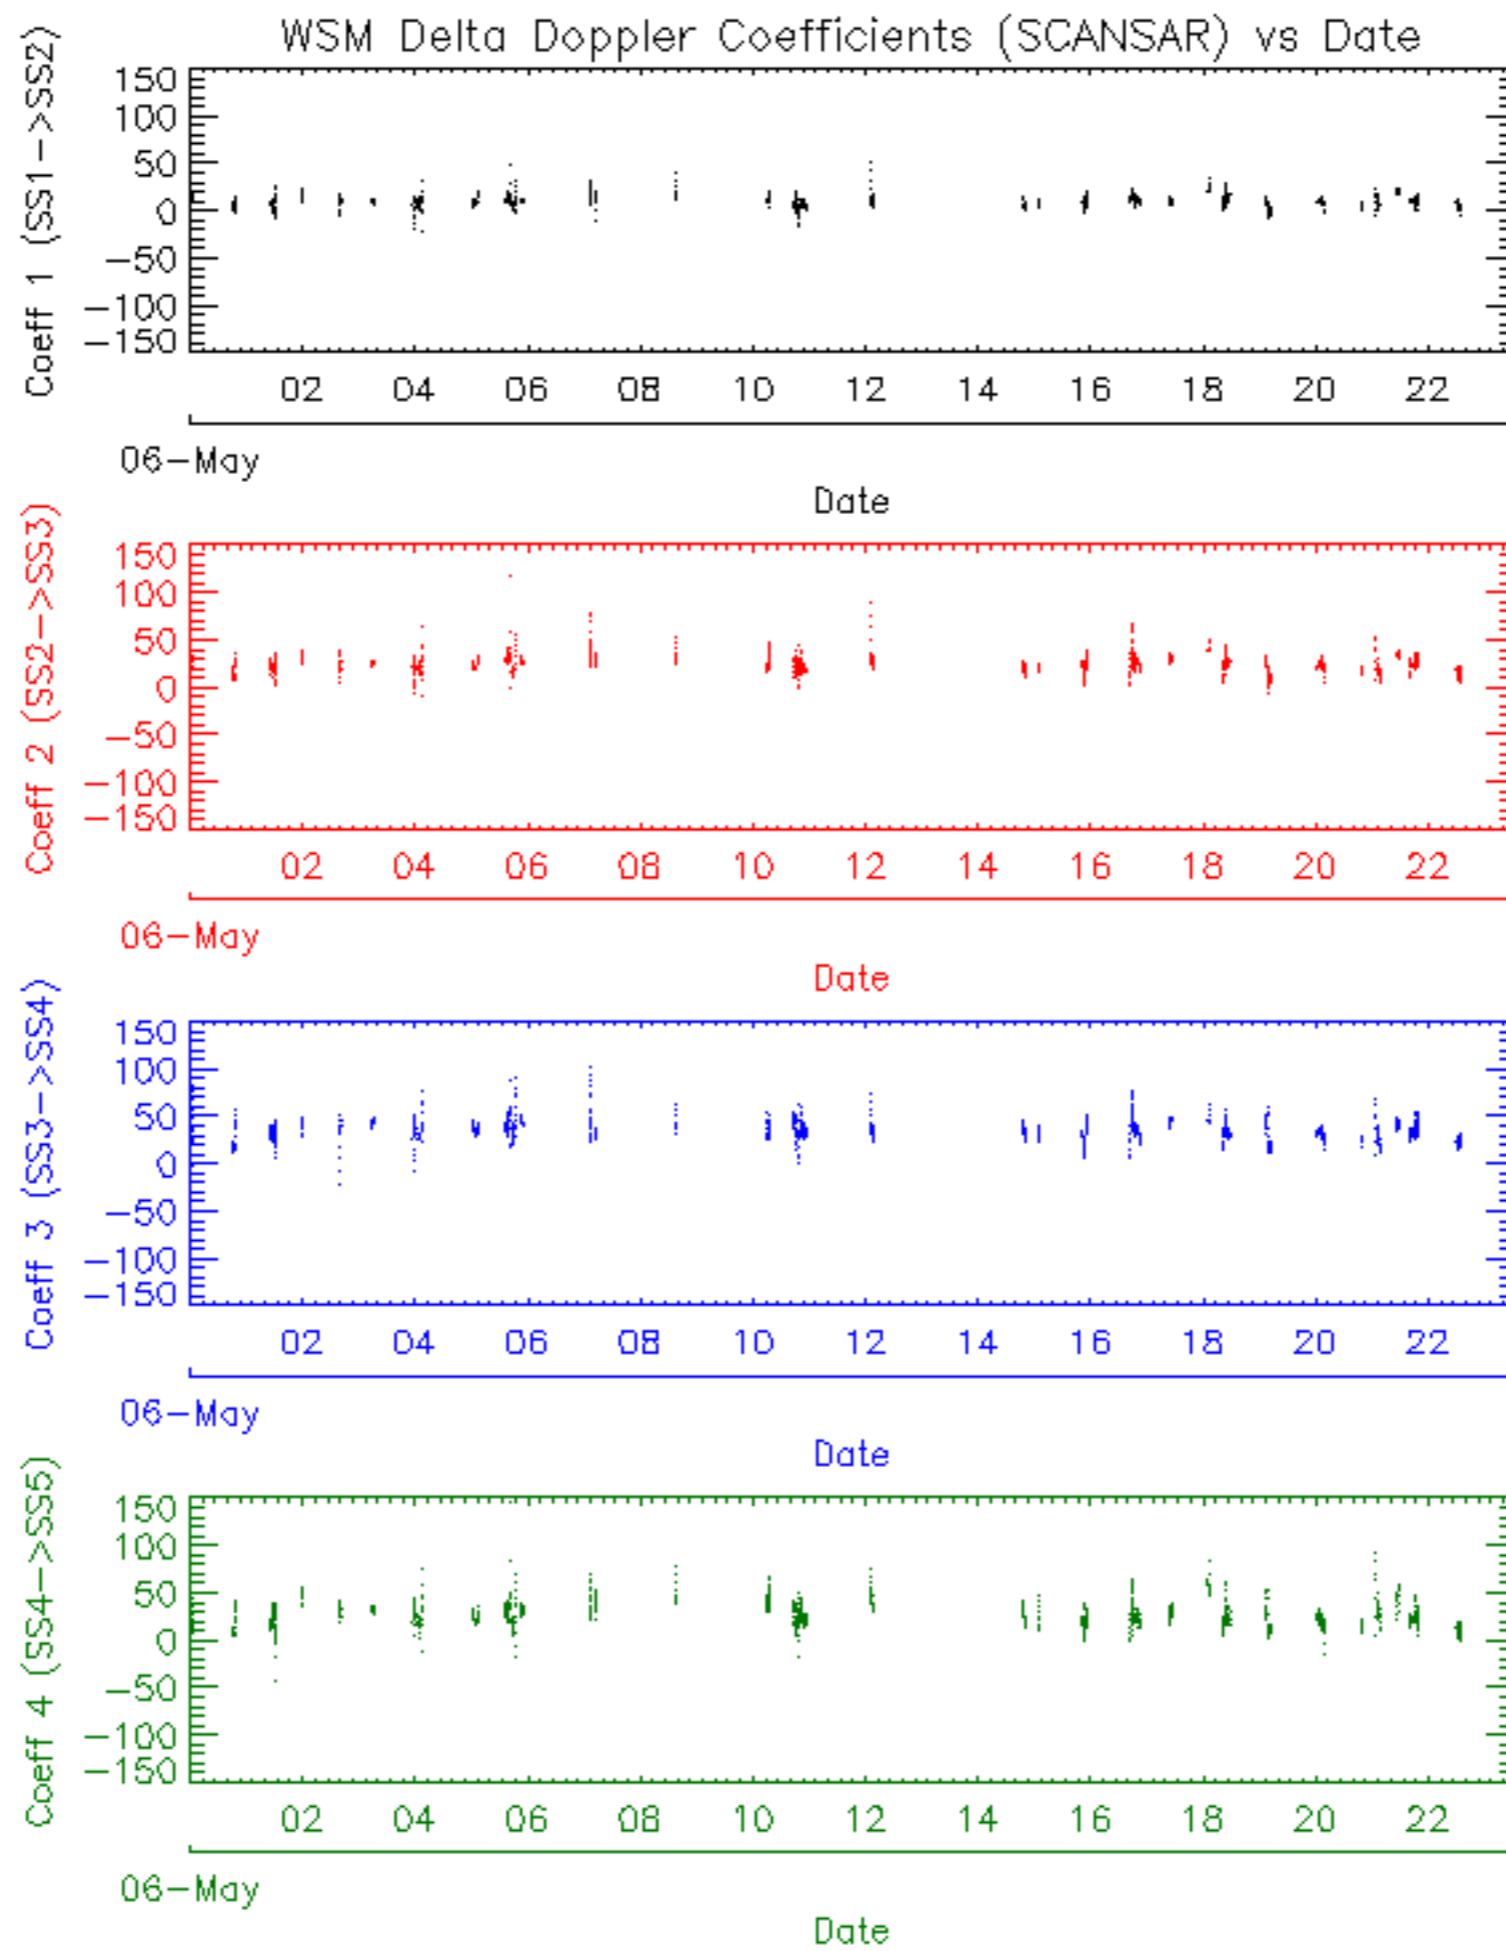 WSM Delta Doppler Coefficients (SCANSAR) vs Date
Coeff 1 (SS1->SS2)
150
100
50
0
-50
-100
-150
02 04 06 08 10 12 14 16 18 20 22
06-May
Date
Coeff 2 (SS2->SS3)
150
100
50
0
-50
-100
-150
02 04 06 08 10 12 14 16 18 20 22
06-May
Date
Coeff 3 (SS3->SS4)
150
100
50
0
-50
-100
-150
02 04 06 08 10 12 14 16 18 20 22
06-May
Date
Coeff 4 (SS4->SS5)
150
100
50
0
-50
-100
-150
02 04 06 08 10 12 14 16 18 20 22
06-May
Date